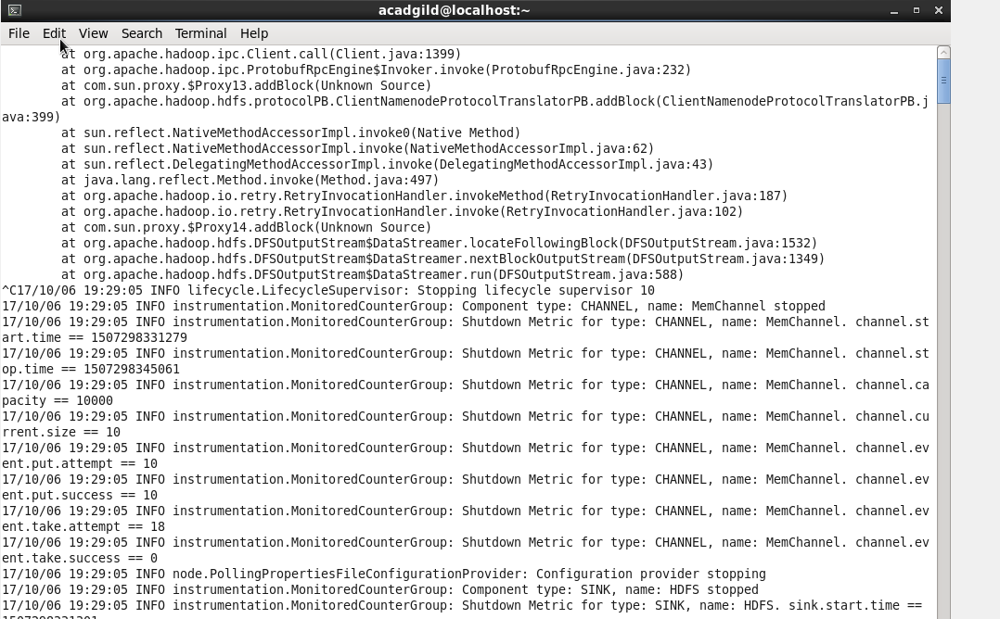 acadgild@localhost:~
File Edit View Search Terminal Help
at org.apache.hadoop.ipc.Client.call(Client.java:1399)
at org.apache.hadoop.ipc.ProtobufRpcEngine$Invoker.invoke(ProtobufRpcEngine.java:232)
at com.sun.proxy.$Proxy13.addBlock(Unknown Source)
at org.apache.hadoop.hdfs.protocolPB.ClientNamenodeProtocolTranslatorPB.addBlock(ClientNamenodeProtocolTranslatorPB.j
ava:399)
at sun.reflect.NativeMethodAccessorImpl.invoke0(Native Method)
at sun.reflect.NativeMethodAccessorImpl.invoke(NativeMethodAccessorImpl.java:62)
at sun.reflect.DelegatingMethodAccessorImpl.invoke(DelegatingMethodAccessorImpl.java:43)
at java.lang.reflect.Method.invoke(Method.java:497)
at org.apache.hadoop.io.retry.RetryInvocationHandler.invokeMethod(RetryInvocationHandler.java:187)
at org.apache.hadoop.io.retry.RetryInvocationHandler.invoke(RetryInvocationHandler.java:102)
at com.sun.proxy.$Proxy14.addBlock(Unknown Source)
at org.apache.hadoop.hdfs.DFSOutputStream$DataStreamer.locateFollowingBlock(DFSOutputStream.java:1532)
at org.apache.hadoop.hdfs.DFSOutputStream$DataStreamer.nextBlockOutputStream(DFSOutputStream.java:1349)
at org.apache.hadoop.hdfs.DFSOutputStream$DataStreamer.run(DFSOutputStream.java:588)
^C17/10/06 19:29:05 INFO lifecycle.LifecycleSupervisor: Stopping lifecycle supervisor 10
17/10/06 19:29:05 INFO instrumentation.MonitoredCounterGroup: Component type: CHANNEL, name: MemChannel stopped
17/10/06 19:29:05 INFO instrumentation.MonitoredCounterGroup: Shutdown Metric for type: CHANNEL, name: MemChannel. channel.st
art.time == 1507298331279
17/10/06 19:29:05 INFO instrumentation.MonitoredCounterGroup: Shutdown Metric for type: CHANNEL, name: MemChannel. channel.st
op.time == 1507298345061
17/10/06 19:29:05 INFO instrumentation.MonitoredCounterGroup: Shutdown Metric for type: CHANNEL, name: MemChannel. channel.ca
pacity == 10000
17/10/06 19:29:05 INFO instrumentation.MonitoredCounterGroup: Shutdown Metric for type: CHANNEL, name: MemChannel. channel.cu
rrent.size == 10
17/10/06 19:29:05 INFO instrumentation.MonitoredCounterGroup: Shutdown Metric for type: CHANNEL, name: MemChannel. channel.ev
ent.put.attempt == 10
17/10/06 19:29:05 INFO instrumentation.MonitoredCounterGroup: Shutdown Metric for type: CHANNEL, name: MemChannel. channel.ev
ent.put.success == 10
17/10/06 19:29:05 INFO instrumentation.MonitoredCounterGroup: Shutdown Metric for type: CHANNEL, name: MemChannel. channel.ev
ent.take.attempt == 18
17/10/06 19:29:05 INFO instrumentation.MonitoredCounterGroup: Shutdown Metric for type: CHANNEL, name: MemChannel. channel.ev
ent.take.success == 0
17/10/06 19:29:05 INFO node.PollingPropertiesFileConfigurationProvider: Configuration provider stopping
17/10/06 19:29:05 INFO instrumentation.MonitoredCounterGroup: Component type: SINK, name: HDFS stopped
17/10/06 19:29:05 INFO instrumentation.MonitoredCounterGroup: Shutdown Metric for type: SINK, name: HDFS. sink.start.time ==